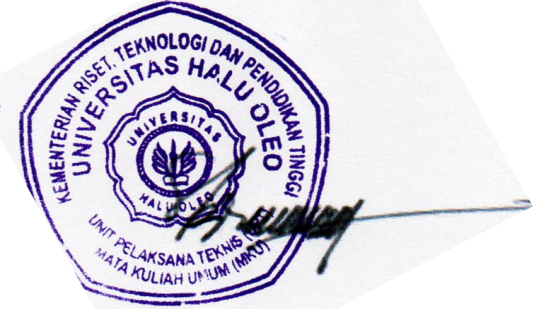 KEMENTERIAN RISET, TEKNOLOGI DAN PENDIDIKAN TINGGI
UNIVERSITAS HALU OLEO
UNIVERSITAS
HALU OLEO
UNIT PELAKSANA TEKNIS
MATA KULIAH UMUM (MKU)